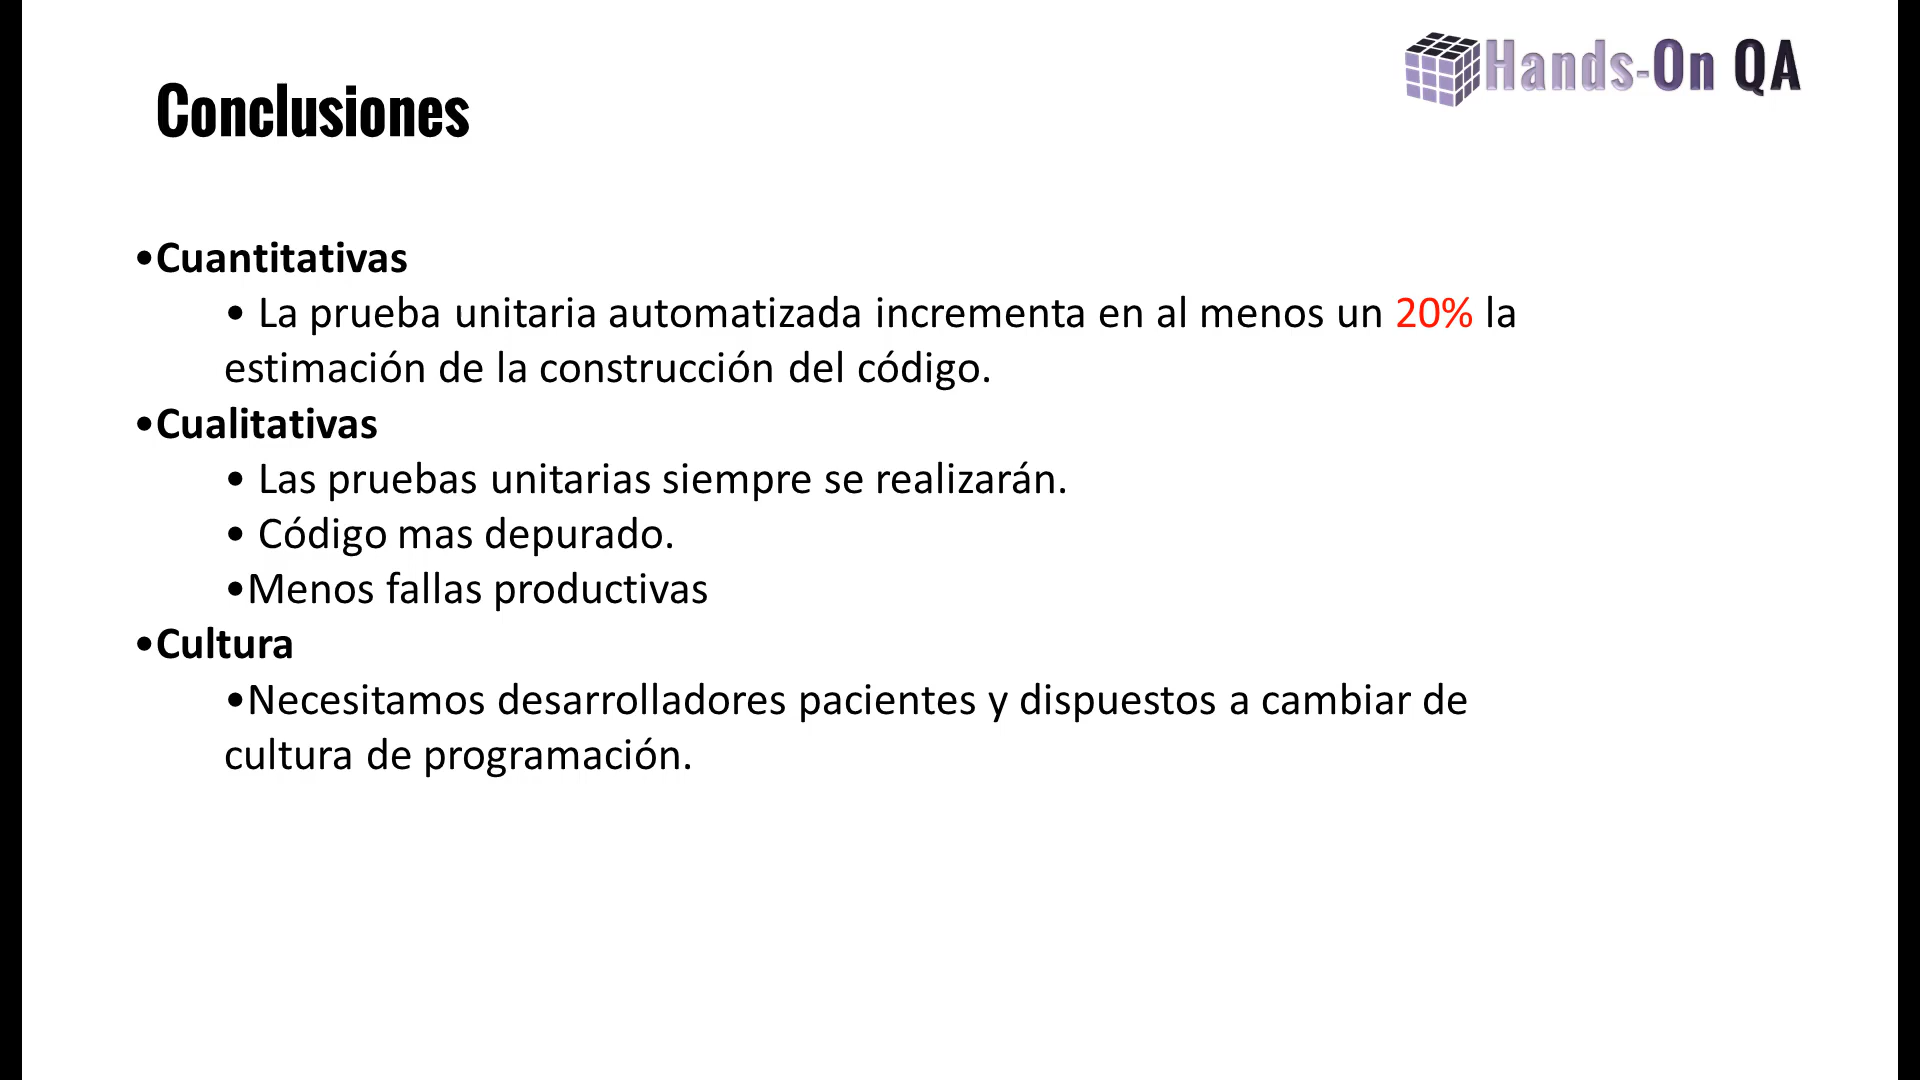 Hands-On QA
Conclusiones
•Cuantitativas
• La prueba unitaria automatizada incrementa en al menos un 20% la
estimación de la construcción del código.
•Cualitativas
• Las pruebas unitarias siempre se realizarán.
• Código mas depurado.
•Menos fallas productivas
•Cultura
•Necesitamos desarrolladores pacientes y dispuestos a cambiar de
cultura de programación.